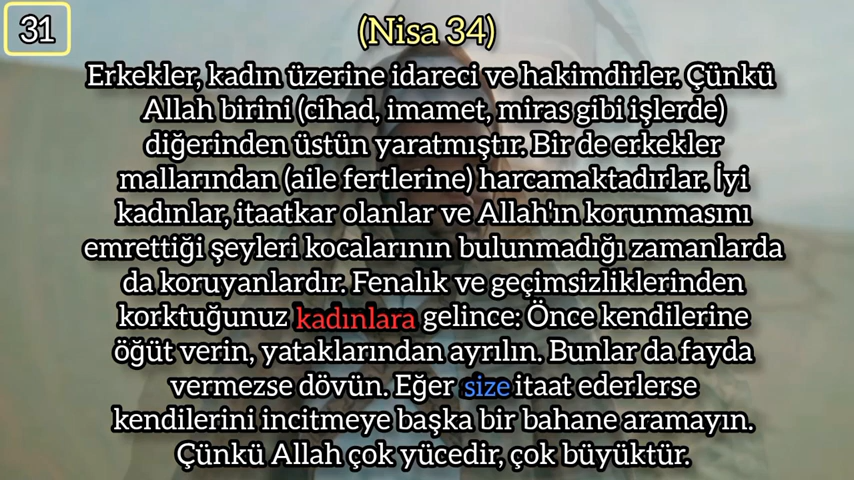 31
(Nisa 34)
Erkekler, kadın üzerine idareci ve hakimdirler. Çünkü
Allah birini (cihad, imamet, miras gibi işlerde)
diğerinden üstün yaratmıştır. Bir de erkekler
mallarından (aile fertlerine) harcamaktadırlar. İyi
kadınlar, itaatkar olanlar ve Allah'ın korunmasını
emrettiği şeyleri kocalarının bulunmadığı zamanlarda
da koruyanlardır. Fenalık ve geçimsizliklerinden
korktuğunuz kadınlara gelince: Önce kendilerine
öğüt verin, yataklarından ayrılın. Bunlar da fayda
vermezse dövün. Eğer size itaat ederlerse
kendilerini incitmeye başka bir bahane aramayın.
Çünkü Allah çok yücedir, çok büyüktür.